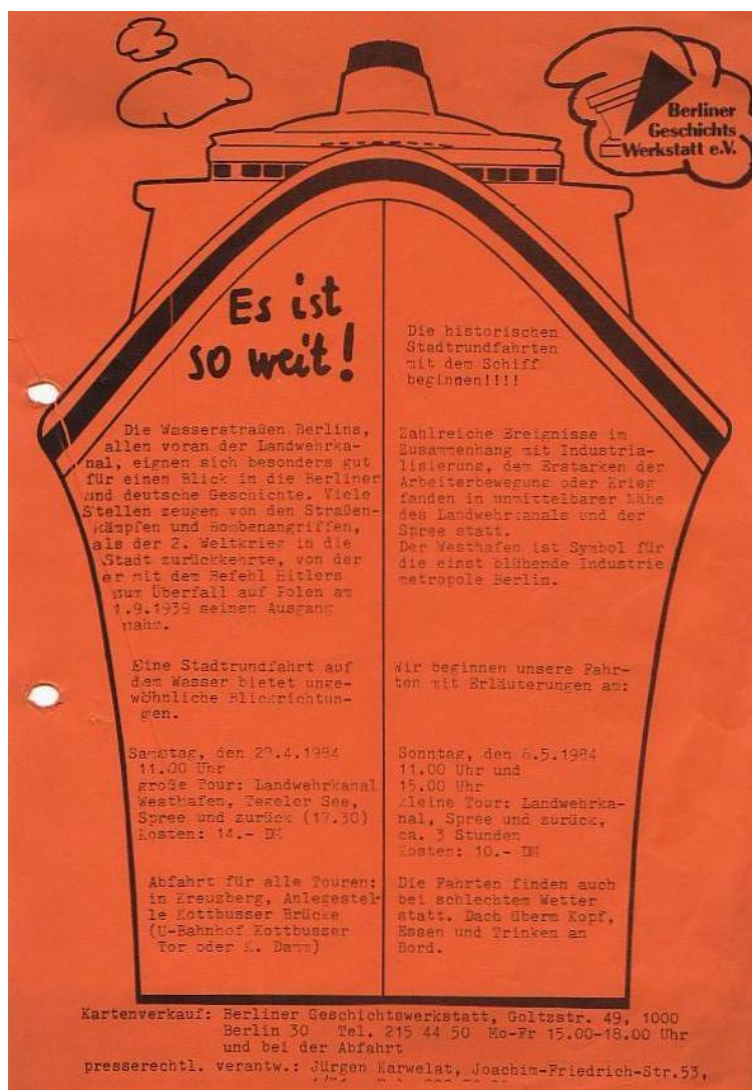 Berliner
Geschichts
Werkstatt e.V.
Es ist
so weit!
Die Wasserstraßen Berlins,
allen voran der Landwehrka-
nal, eignen sich besonders gut
für einen Blick in die Berliner
und deutsche Geschichte. Viele
Stellen zeugen von den Straßen-
kämpfen und Bombenangriffen,
als der 2. Weltkrieg in die
Stadt zurückkehrte, von der
er mit dem Befehl Hitlers
zum Überfall auf Polen am
1.9.1939 seinen Ausgang
nahm.
Eine Stadtrundfahrt auf
dem Wasser bietet unge-
wöhnliche Blickrichtun-
gen.
Samstag, den
11.00 Uhr
große Tour: Landwehrkanal
Westhafen, Tegeler See,
Spree und zurück (17.30)
Kosten: 14.- DM
Abfahrt für alle Touren:
in Kreuzberg, Anlegestel-
le Kottbusser Brücke
(U-Bahnhof Kottbusser
Tor oder K. Damm)
Die historischen
Stadtrundfahrten
mit dem Schiff
beginnen!!!!
Zahlreiche Ereignisse im
Zusammenhang mit Industria-
lisierung, dem Erstarken der
Arbeiterbewegung oder Krieg
fanden in unmittelbarer Nähe
des Landwehrkanals und der
Spree statt.
Der Westhafen ist Symbol für
die einst blühende Industrie
metropole Berlin.
Wir beginnen unsere Fahr-
ten mit Erläuterungen am:
Sonntag, den 6.5.1984
11.00 Uhr und
15.00 Uhr
kleine Tour: Landwehrka-
nal, Spree und zurück,
ca. 3 Stunden
Kosten: 10.- DM
Die Fahrten finden auch
bei schlechtem Wetter
statt. Dach überm Kopf,
Essen und Trinken an
Bord.
Kartenverkauf: Berliner Geschichtswerkstatt, Goltzstr. 49, 1000
Berlin 30 Tel. 215 44 50 Mo-Fr 15.00-18.00 Uhr
und bei der Abfahrt
presserechtl. verantw.: Jürgen Karwelat, Joachim-Friedrich-Str.53,